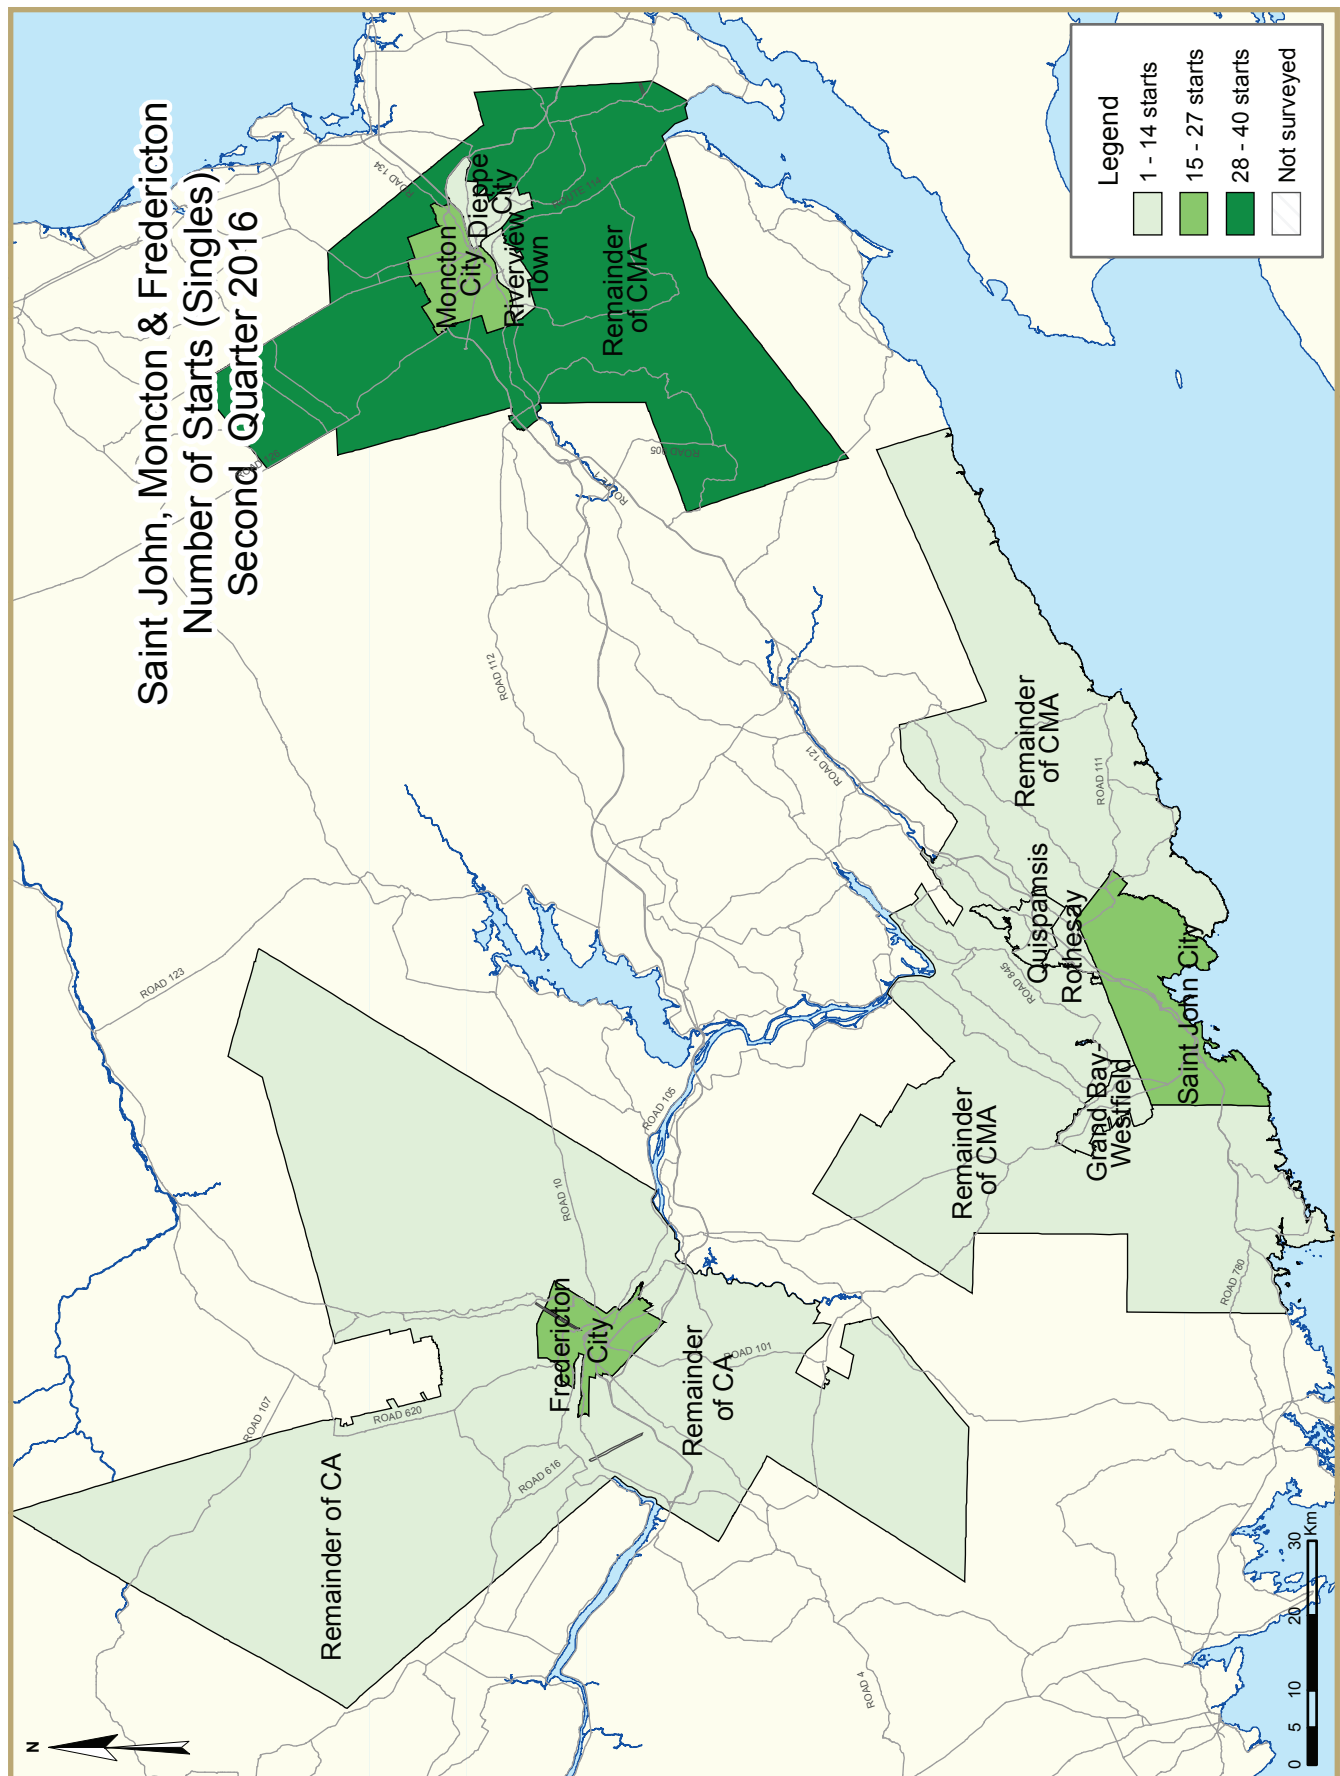 Saint John, Moncton & Fredericton
Number of Starts (Singles)
Second Quarter 2016
N
Remainder of CA
ROAD 107
ROAD 620
ROAD 616
ROAD 123
ROAD 10
Fredericton
City
Remainder
of CA
ROAD 101
ROAD 105
ROAD 4
ROAD 112
ROAD 126
ROAD 134
Moncton
City
Dieppe
City
Riverview
Town
ROUTE 114
Remainder
of CMA
ROUTE 1
ROAD 121
Remainder
of CMA
ROAD 845
Quispamsis
Rothesay
Grand Bay-
Westfield
Saint John City
Remainder
of CMA
ROAD 111
ROAD 780
Legend
1 - 14 starts
15 - 27 starts
28 - 40 starts
Not surveyed
0 5 10 20 30
Km